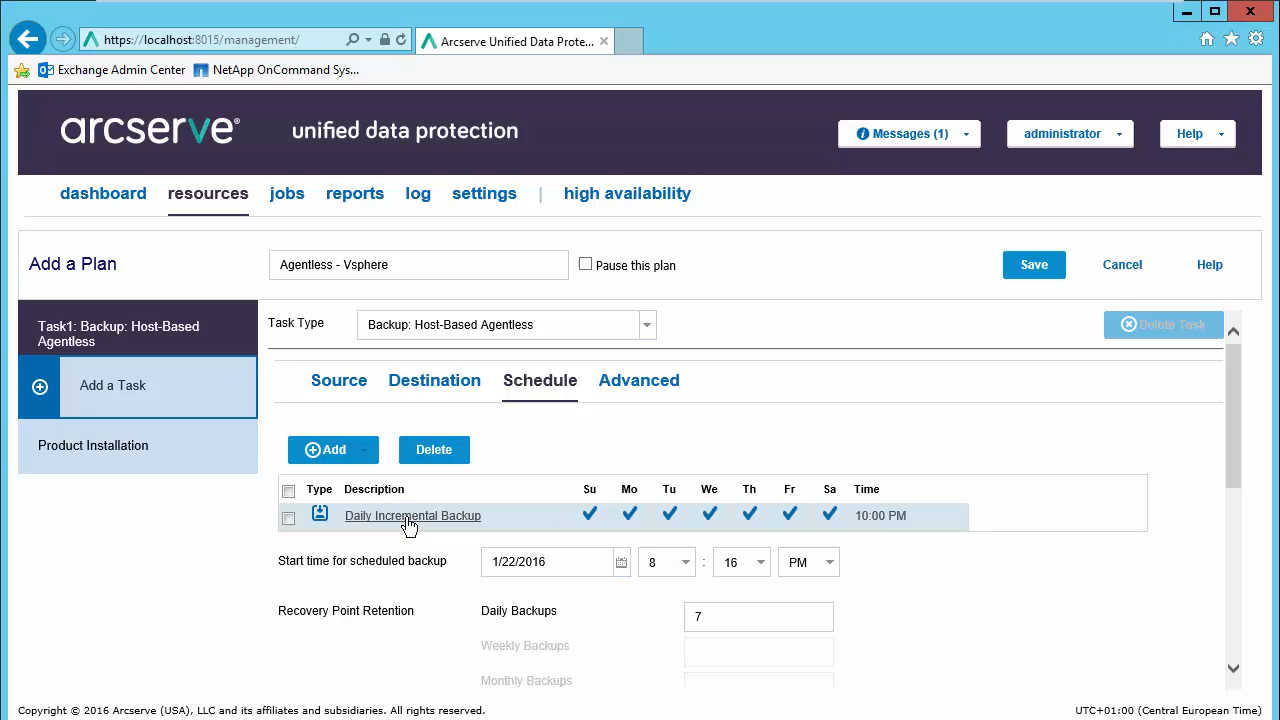 https://localhost:8015/management/
Arcserve Unified Data Prote...
Exchange Admin Center
NetApp OnCommand Sys...
arcserve® unified data protection
Messages (1)
administrator
Help
dashboard resources jobs reports log settings | high availability
Add a Plan
Agentless - Vsphere
Pause this plan
Save
Cancel
Help
Task1: Backup: Host-Based
Agentless
Add a Task
Product Installation
Task Type
Backup: Host-Based Agentless
Delete Task
Source Destination Schedule Advanced
Add
Delete
Type Description Su Mo Tu We Th Fr Sa Time
Daily Incremental Backup 10:00 PM
Start time for scheduled backup 1/22/2016 8 : 16 PM
Recovery Point Retention Daily Backups 7
Weekly Backups
Monthly Backups
Copyright © 2016 Arcserve (USA), LLC and its affiliates and subsidiaries. All rights reserved.
UTC+01:00 (Central European Time)